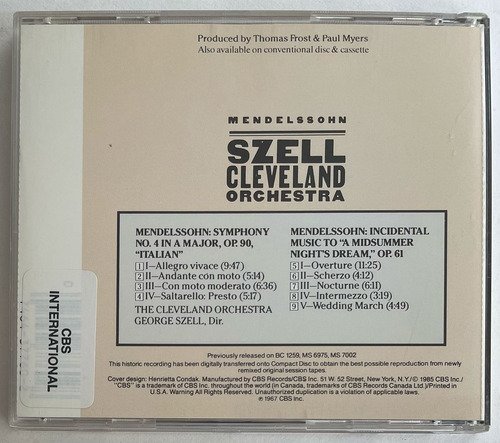 Produced by Thomas Frost & Paul Myers
Also available on conventional disc & cassette
MENDELSSOHN
SZELL
CLEVELAND
ORCHESTRA
MENDELSSOHN: SYMPHONY
NO. 4 IN A MAJOR, OP. 90,
"ITALIAN"
1 I—Allegro vivace (9:47)
2 II—Andante con moto (5:14)
3 III—Con moto moderato (6:36)
4 IV—Saltarello: Presto (5:17)
THE CLEVELAND ORCHESTRA
GEORGE SZELL, Dir.
MENDELSSOHN: INCIDENTAL
MUSIC TO "A MIDSUMMER
NIGHT'S DREAM," OP. 61
5 I—Overture (11:25)
6 II—Scherzo (4:12)
7 III—Nocturne (6:11)
8 IV—Intermezzo (3:19)
9 V—Wedding March (4:49)
Previously released on BC 1259, MS 6975, MS 7002
This historic recording has been digitally transferred onto Compact Disc to obtain the best possible reproduction from newly
remixed original session tapes.
Cover design: Henrietta Condak. Manufactured by CBS Records/CBS Inc. 51 W. 52 Street, New York, N.Y./© 1985 CBS Inc./
"CBS" is a trademark of CBS Inc. throughout the world (in Canada, trademarks of CBS Records Canada Ltd.)/Printed in
U.S.A. Warning All Rights Reserved. Unauthorized duplication is a violation of applicable laws.
℗ 1967 CBS Inc.
CBS
INTERNATIONAL